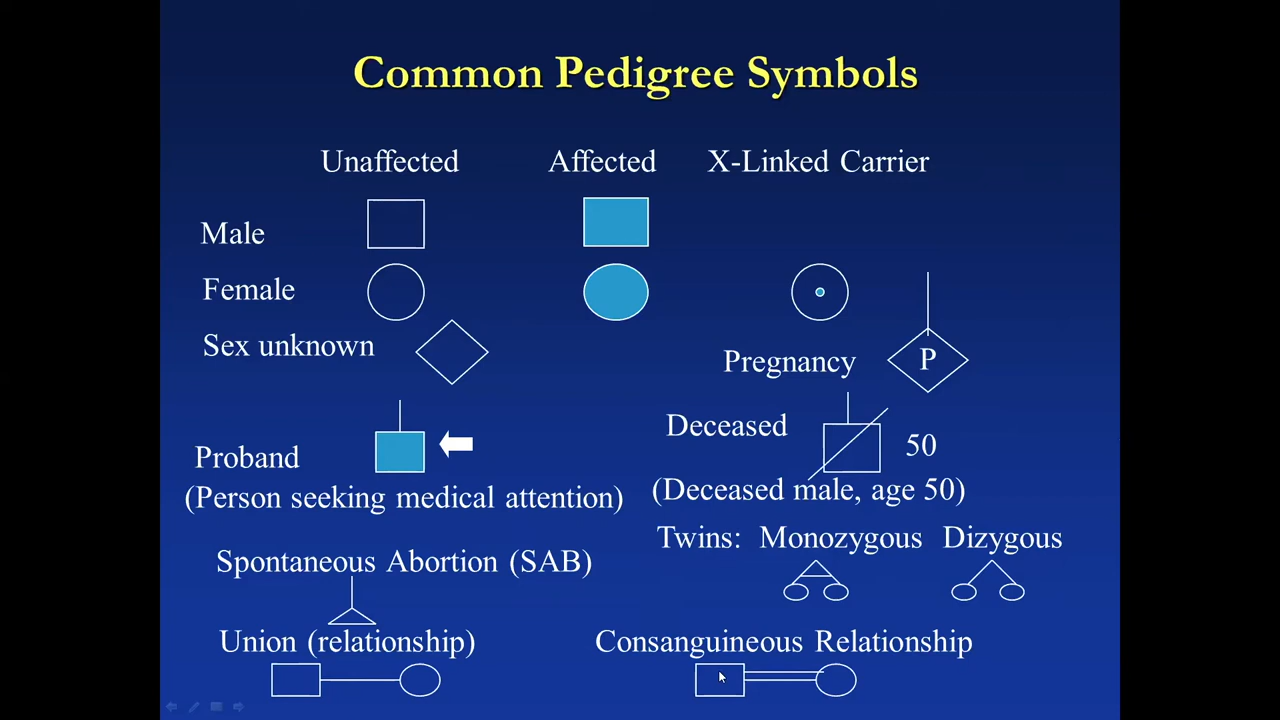 Common Pedigree Symbols
Unaffected Affected X-Linked Carrier
Male
Female
Sex unknown
Pregnancy P
Deceased 50
Proband
(Person seeking medical attention)
(Deceased male, age 50)
Twins: Monozygous Dizygous
Spontaneous Abortion (SAB)
Union (relationship)
Consanguineous Relationship